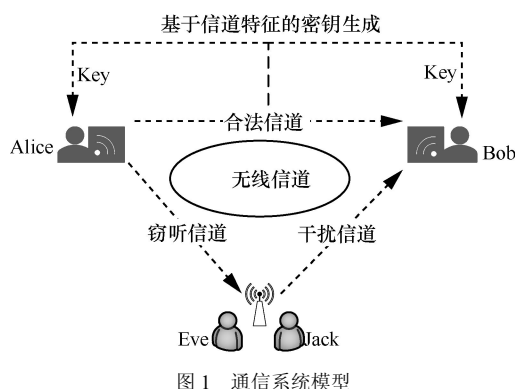 基于信道特征的密钥生成
Key
Key
合法信道
Alice
Bob
无线信道
窃听信道
干扰信道
Eve
Jack
图 1 通信系统模型